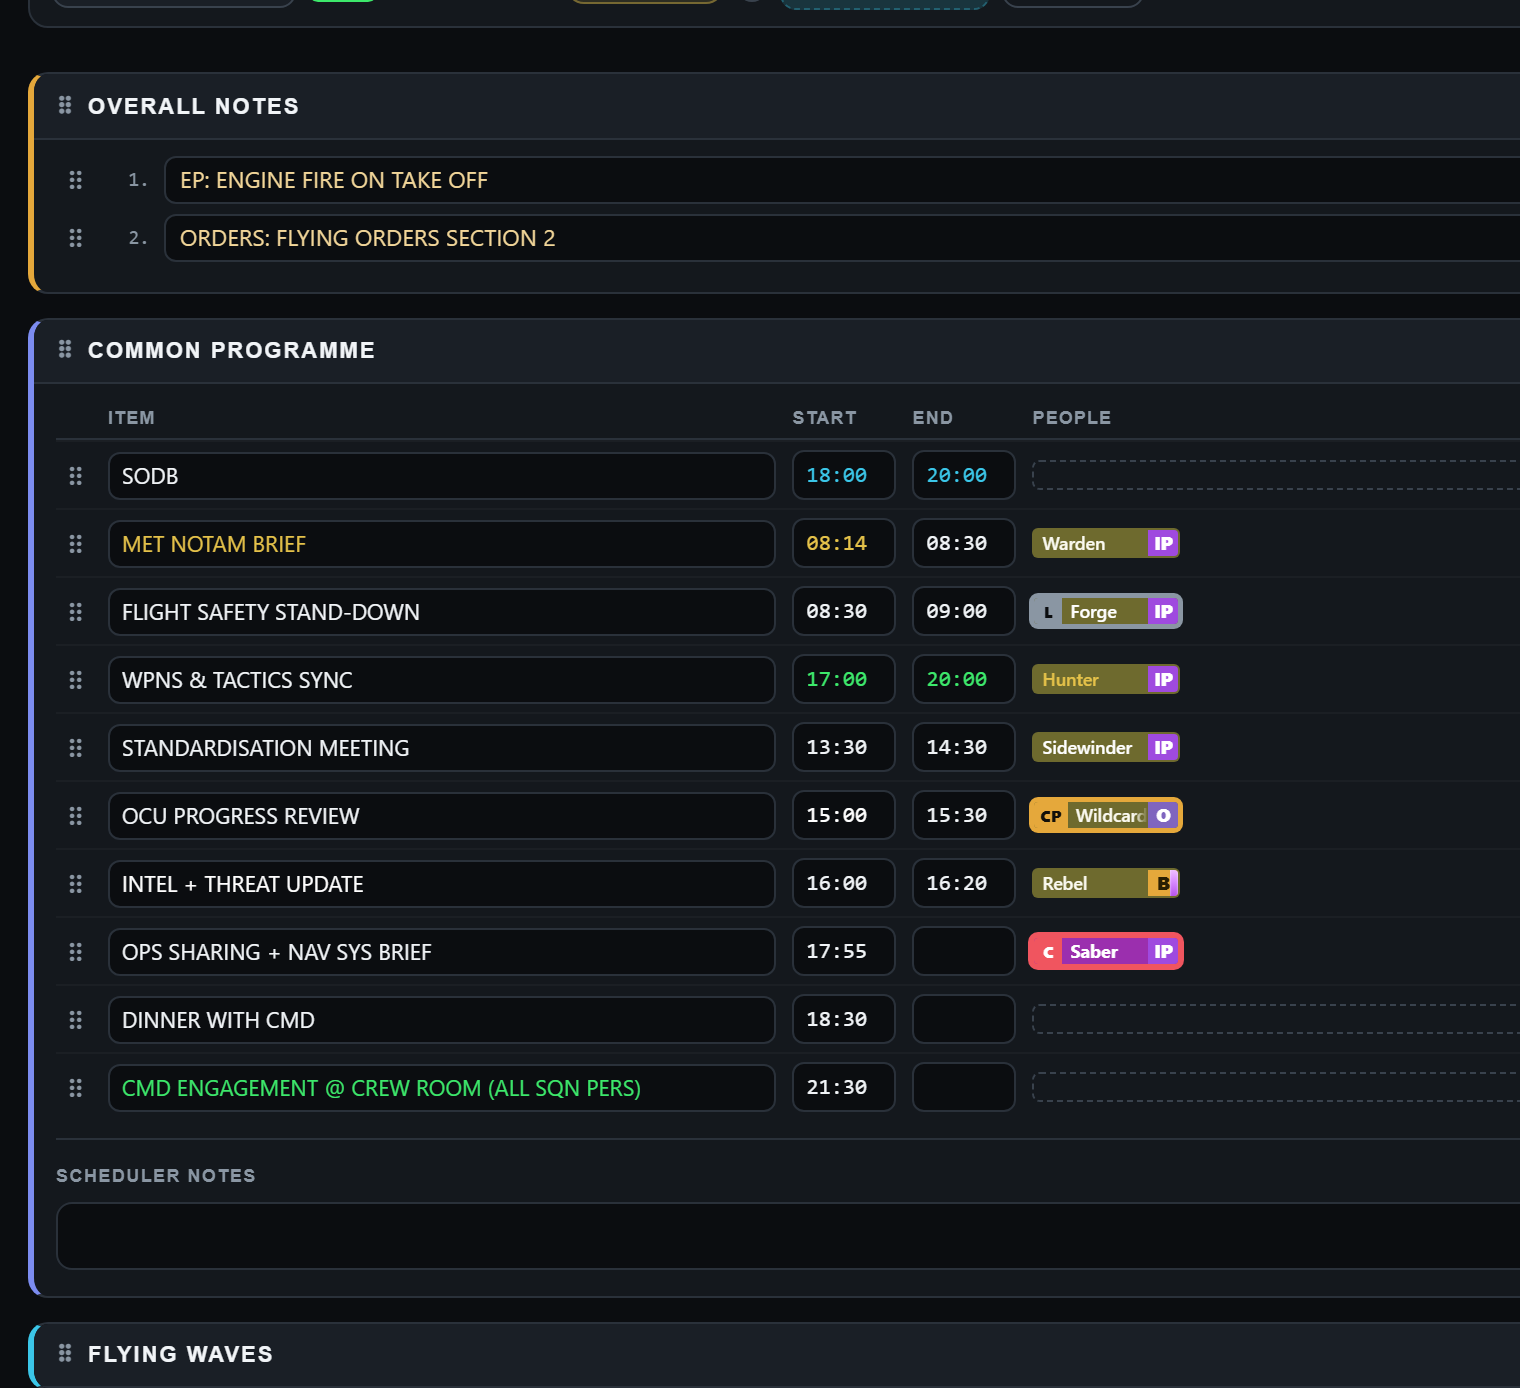 OVERALL NOTES
1. EP: ENGINE FIRE ON TAKE OFF
2. ORDERS: FLYING ORDERS SECTION 2
COMMON PROGRAMME
ITEM START END PEOPLE
SODB 18:00 20:00
MET NOTAM BRIEF 08:14 08:30 Warden IP
FLIGHT SAFETY STAND-DOWN 08:30 09:00 L Forge IP
WPNS & TACTICS SYNC 17:00 20:00 Hunter IP
STANDARDISATION MEETING 13:30 14:30 Sidewinder IP
OCU PROGRESS REVIEW 15:00 15:30 CP Wildcard O
INTEL + THREAT UPDATE 16:00 16:20 Rebel B
OPS SHARING + NAV SYS BRIEF 17:55 C Saber IP
DINNER WITH CMD 18:30
CMD ENGAGEMENT @ CREW ROOM (ALL SQN PERS) 21:30
SCHEDULER NOTES
FLYING WAVES